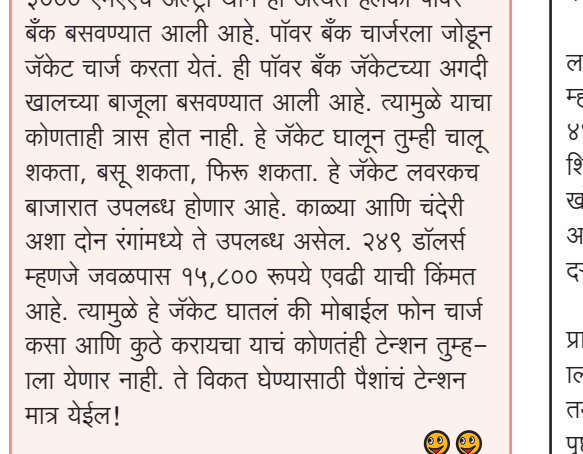 बँक बसवण्यात आली आहे. पॉवर बँक चार्जरला जोडून
जॅकेट चार्ज करता येतं. ही पॉवर बँक जॅकेटच्या अगदी
खालच्या बाजूला बसवण्यात आली आहे. त्यामुळे याचा
कोणताही त्रास होत नाही. हे जॅकेट घालून तुम्ही चालू
शकता, बसू शकता, फिरू शकता. हे जॅकेट लवरकच
बाजारात उपलब्ध होणार आहे. काळ्या आणि चंदेरी
अशा दोन रंगांमध्ये ते उपलब्ध असेल. २४९ डॉलर्स
म्हणजे जवळपास १५,८०० रूपये एवढी याची किंमत
आहे. त्यामुळे हे जॅकेट घातलं की मोबाईल फोन चार्ज
कसा आणि कुठे करायचा याचं कोणतंही टेन्शन तुम्ह-
ाला येणार नाही. ते विकत घेण्यासाठी पैशांचं टेन्शन
मात्र येईल!